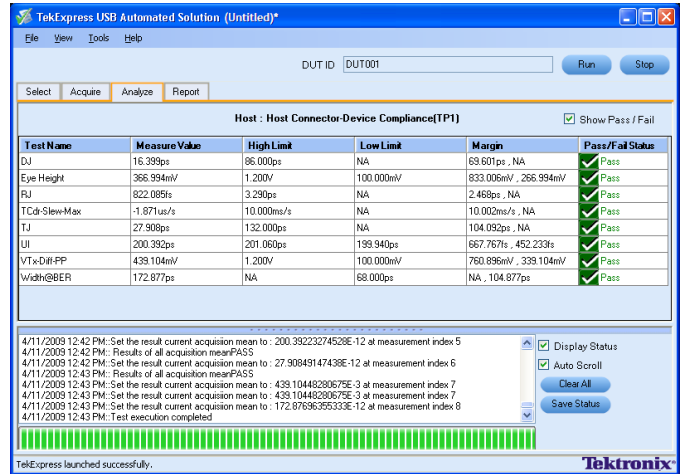 TekExpress USB Automated Solution (Untitled)*
File View Tools Help
DUT ID DUT001 Run Stop
Select Acquire Analyze Report
Host : Host Connector-Device Compliance(TP1) Show Pass / Fail
Test Name Measure Value High Limit Low Limit Margin Pass/Fail Status
DJ 16.399ps 86.000ps NA 69.601ps , NA Pass
Eye Height 366.994mV 1.200V 100.000mV 833.006mV , 266.994mV Pass
RJ 822.085fs 3.290ps NA 2.468ps , NA Pass
TCdr-Slew-Max -1.871us/s 10.000ms/s NA 10.002ms/s , NA Pass
TJ 27.908ps 132.000ps NA 104.092ps , NA Pass
UI 200.392ps 201.060ps 199.940ps 667.767fs , 452.233fs Pass
VTx-Diff-PP 439.104mV 1.200V 100.000mV 760.896mV , 339.104mV Pass
Width@BER 172.877ps NA 68.000ps NA , 104.877ps Pass
4/11/2009 12:42 PM::Set the result current acquisiion mean to : 200.39223274528E-12 at measurement index 5
4/11/2009 12:42 PM:: Results of all acquisition meanPASS
4/11/2009 12:42 PM::Set the result current acquisiion mean to : 27.90849147438E-12 at measurement index 6
4/11/2009 12:43 PM:: Results of all acquisition meanPASS
4/11/2009 12:43 PM::Set the result current acquisiion mean to : 439.10448280675E-3 at measurement index 7
4/11/2009 12:43 PM::Set the result current acquisiion mean to : 439.10448280675E-3 at measurement index 7
4/11/2009 12:43 PM::Set the result current acquisiion mean to : 172.87696355333E-12 at measurement index 8
4/11/2009 12:43 PM::Test execution completed
Display Status
Auto Scroll
Clear All
Save Status
TekExpress launched successfully.
Tektronix